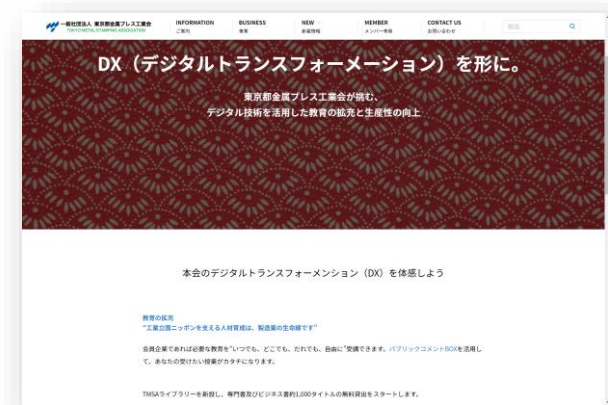 一般社団法人 東京都金属プレス工業会
TOKYO METAL STAMPING ASSOCIATION
INFORMATION
ご案内
BUSINESS
事業
NEW
新着情報
MEMBER
メンバー専用
CONTACT US
お問い合わせ
検索
DX（デジタルトランスフォーメーション）を形に。
東京都金属プレス工業会が挑む、
デジタル技術を活用した教育の拡充と生産性の向上
本会のデジタルトランスフォーメンション（DX）を体感しよう
教育の拡充
“工業立国ニッポンを支える人材育成は、製造業の生命線です”
会員企業であれば必要な教育を“いつでも、どこでも、だれでも、自由に”受講できます。パブリックコメントBOXを活用し
て、あなたの受けたい授業がカタチになります。
TMSAライブラリーを新設し、専門書及びビジネス書約1,000タイトルの無料貸出をスタートします。